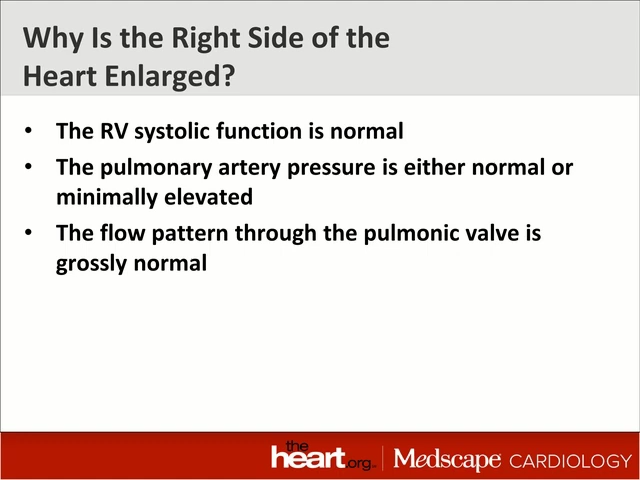 Why Is the Right Side of the
Heart Enlarged?
• The RV systolic function is normal
• The pulmonary artery pressure is either normal or
minimally elevated
• The flow pattern through the pulmonic valve is
grossly normal
the
heart.org | Medscape CARDIOLOGY